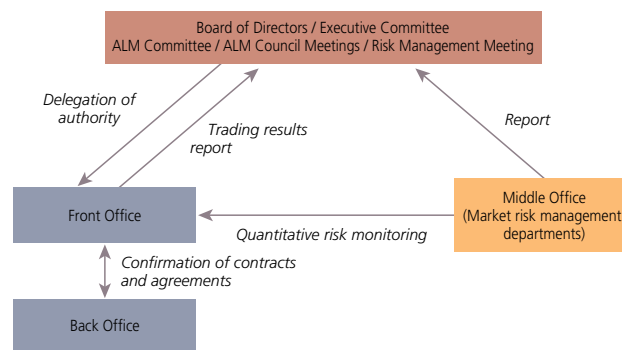 Board of Directors / Executive Committee
ALM Committee / ALM Council Meetings / Risk Management Meeting
Delegation of
authority
Trading results
report
Report
Front Office
Middle Office
(Market risk management
departments)
Quantitative risk monitoring
Confirmation of contracts
and agreements
Back Office